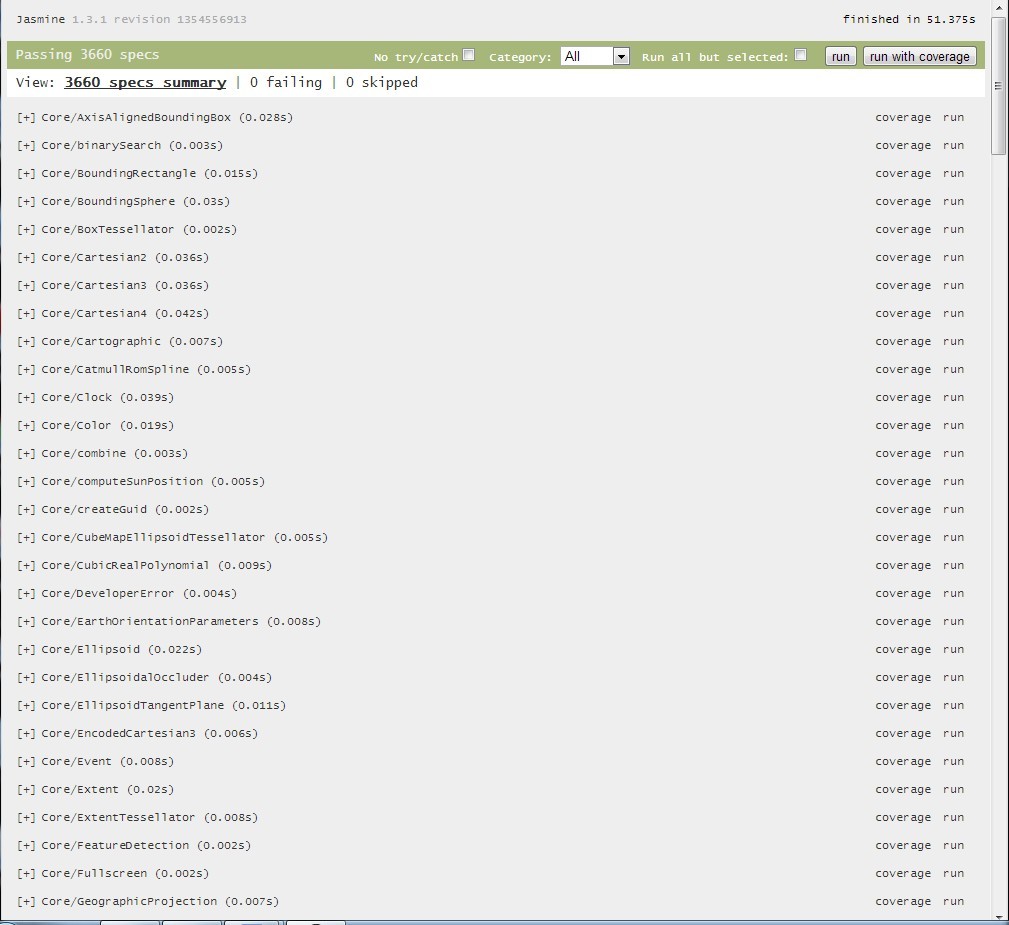 Jasmine 1.3.1 revision 1354556913 finished in 51.375s
Passing 3660 specs No try/catch Category: All Run all but selected: run run with coverage
View: 3660 specs summary | 0 failing | 0 skipped
[+] Core/AxisAlignedBoundingBox (0.028s) coverage run
[+] Core/binarySearch (0.003s) coverage run
[+] Core/BoundingRectangle (0.015s) coverage run
[+] Core/BoundingSphere (0.03s) coverage run
[+] Core/BoxTessellator (0.002s) coverage run
[+] Core/Cartesian2 (0.036s) coverage run
[+] Core/Cartesian3 (0.036s) coverage run
[+] Core/Cartesian4 (0.042s) coverage run
[+] Core/Cartographic (0.007s) coverage run
[+] Core/CatmullRomSpline (0.005s) coverage run
[+] Core/Clock (0.039s) coverage run
[+] Core/Color (0.019s) coverage run
[+] Core/combine (0.003s) coverage run
[+] Core/computeSunPosition (0.005s) coverage run
[+] Core/createGuid (0.002s) coverage run
[+] Core/CubeMapEllipsoidTessellator (0.005s) coverage run
[+] Core/CubicRealPolynomial (0.009s) coverage run
[+] Core/DeveloperError (0.004s) coverage run
[+] Core/EarthOrientationParameters (0.008s) coverage run
[+] Core/Ellipsoid (0.022s) coverage run
[+] Core/EllipsoidalOccluder (0.004s) coverage run
[+] Core/EllipsoidTangentPlane (0.011s) coverage run
[+] Core/EncodedCartesian3 (0.006s) coverage run
[+] Core/Event (0.008s) coverage run
[+] Core/Extent (0.02s) coverage run
[+] Core/ExtentTessellator (0.008s) coverage run
[+] Core/FeatureDetection (0.002s) coverage run
[+] Core/Fullscreen (0.002s) coverage run
[+] Core/GeographicProjection (0.007s) coverage run